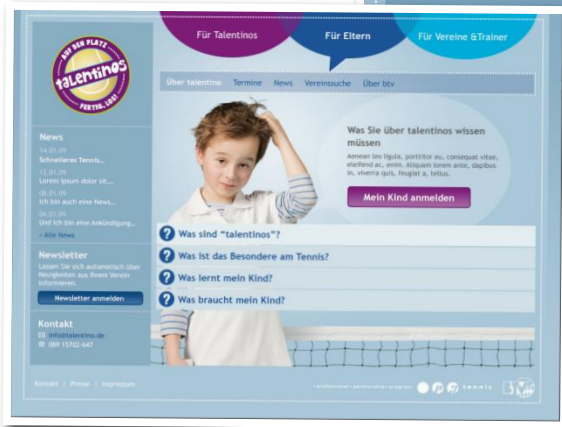 Für Talentinos
Für Eltern
Für Vereine &Trainer
AUF DEN PLATZ
talentinos
FERTIG, LOS!
Über talentino Termine News Vereinssuche Über btv
News
14.01.09
Schnelleres Tennis...
12.01.09
Lorem ipsum dolor sit...
08.01.09
Ich bin auch eine News...
04.01.09
Und ich bin eine Ankündigung...
» Alle News
Newsletter
Lassen Sie sich automatisch über
Neuigkeiten aus Ihrem Verein
informieren.
Newsletter anmelden
Kontakt
info@talentino.de
089 15702-647
Was Sie über talentinos wissen
müssen
Aenean leo ligula, porttitor eu, consequat vitae,
eleifend ac, enim. Aliquam lorem ante, dapibus
in, viverra quis, feugiat a, tellus.
Mein Kind anmelden
? Was sind "talentinos"?
? Was ist das Besondere am Tennis?
? Was lernt mein Kind?
? Was braucht mein Kind?
Kontakt | Presse | Impressum
tennis